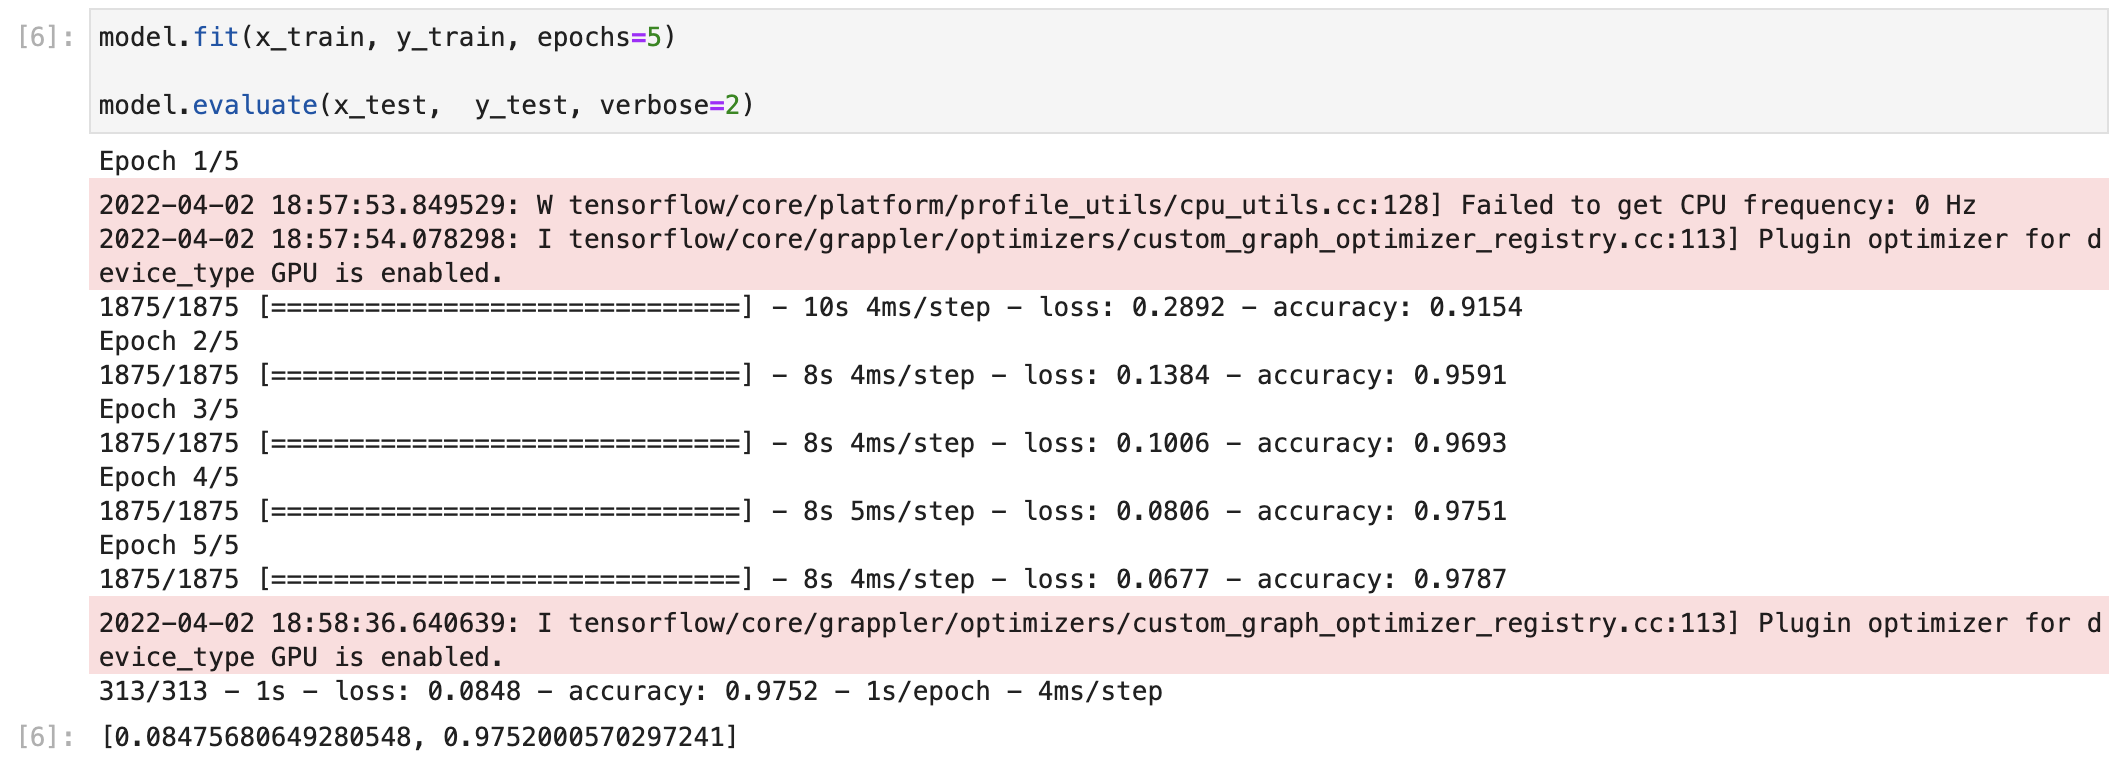 [6]: model.fit(x_train, y_train, epochs=5)
model.evaluate(x_test,  y_test, verbose=2)
Epoch 1/5
2022-04-02 18:57:53.849529: W tensorflow/core/platform/profile_utils/cpu_utils.cc:128] Failed to get CPU frequency: 0 Hz
2022-04-02 18:57:54.078298: I tensorflow/core/grappler/optimizers/custom_graph_optimizer_registry.cc:113] Plugin optimizer for d
evice_type GPU is enabled.
1875/1875 [==============================] - 10s 4ms/step - loss: 0.2892 - accuracy: 0.9154
Epoch 2/5
1875/1875 [==============================] - 8s 4ms/step - loss: 0.1384 - accuracy: 0.9591
Epoch 3/5
1875/1875 [==============================] - 8s 4ms/step - loss: 0.1006 - accuracy: 0.9693
Epoch 4/5
1875/1875 [==============================] - 8s 5ms/step - loss: 0.0806 - accuracy: 0.9751
Epoch 5/5
1875/1875 [==============================] - 8s 4ms/step - loss: 0.0677 - accuracy: 0.9787
2022-04-02 18:58:36.640639: I tensorflow/core/grappler/optimizers/custom_graph_optimizer_registry.cc:113] Plugin optimizer for d
evice_type GPU is enabled.
313/313 - 1s - loss: 0.0848 - accuracy: 0.9752 - 1s/epoch - 4ms/step
[6]: [0.08475680649280548, 0.9752000570297241]